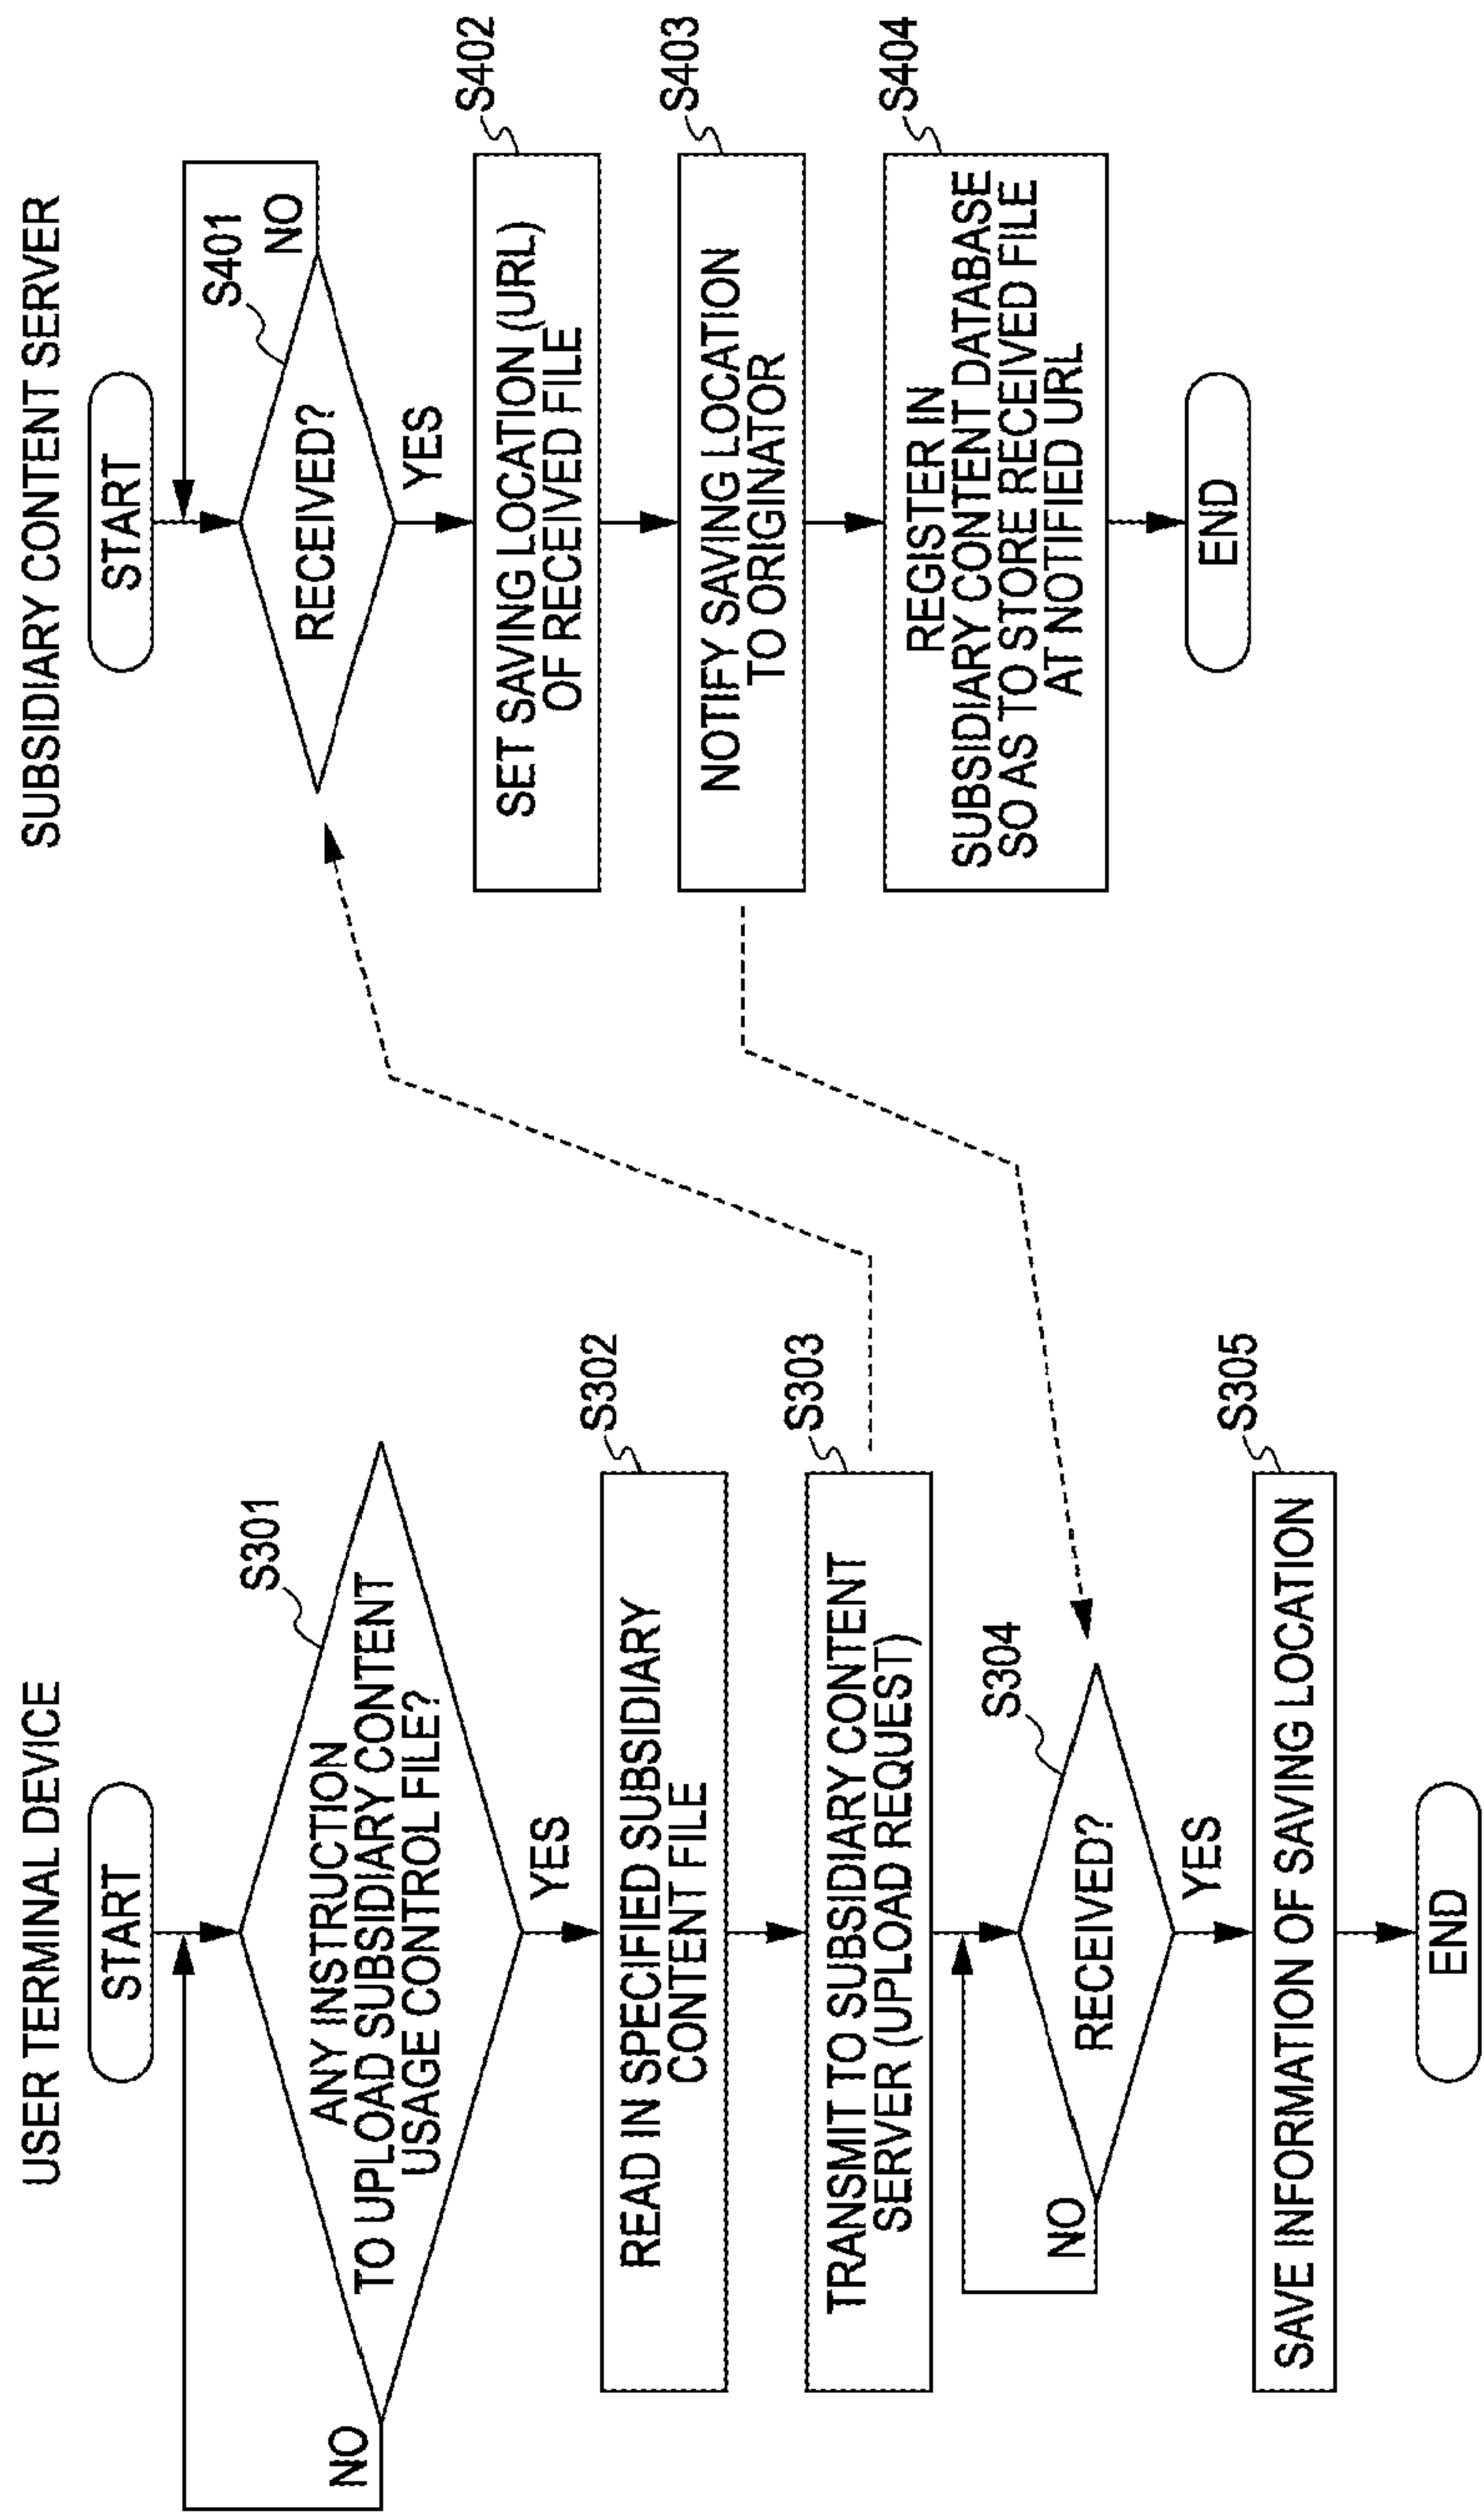 USER TERMINAL DEVICE
START
S301
ANY INSTRUCTION
TO UPLOAD SUBSIDIARY CONTENT
USAGE CONTROL FILE?
NO
YES
S302
READ IN SPECIFIED SUBSIDIARY
CONTENT FILE
S303
TRANSMIT TO SUBSIDIARY CONTENT
SERVER (UPLOAD REQUEST)
S304
RECEIVED?
NO
YES
S305
SAVE INFORMATION OF SAVING LOCATION
END
SUBSIDIARY CONTENT SERVER
START
S401
NO
RECEIVED?
YES
S402
SET SAVING LOCATION (URL)
OF RECEIVED FILE
S403
NOTIFY SAVING LOCATION
TO ORIGINATOR
S404
REGISTER IN
SUBSIDIARY CONTENT DATABASE
SO AS TO STORE RECEIVED FILE
AT NOTIFIED URL
END